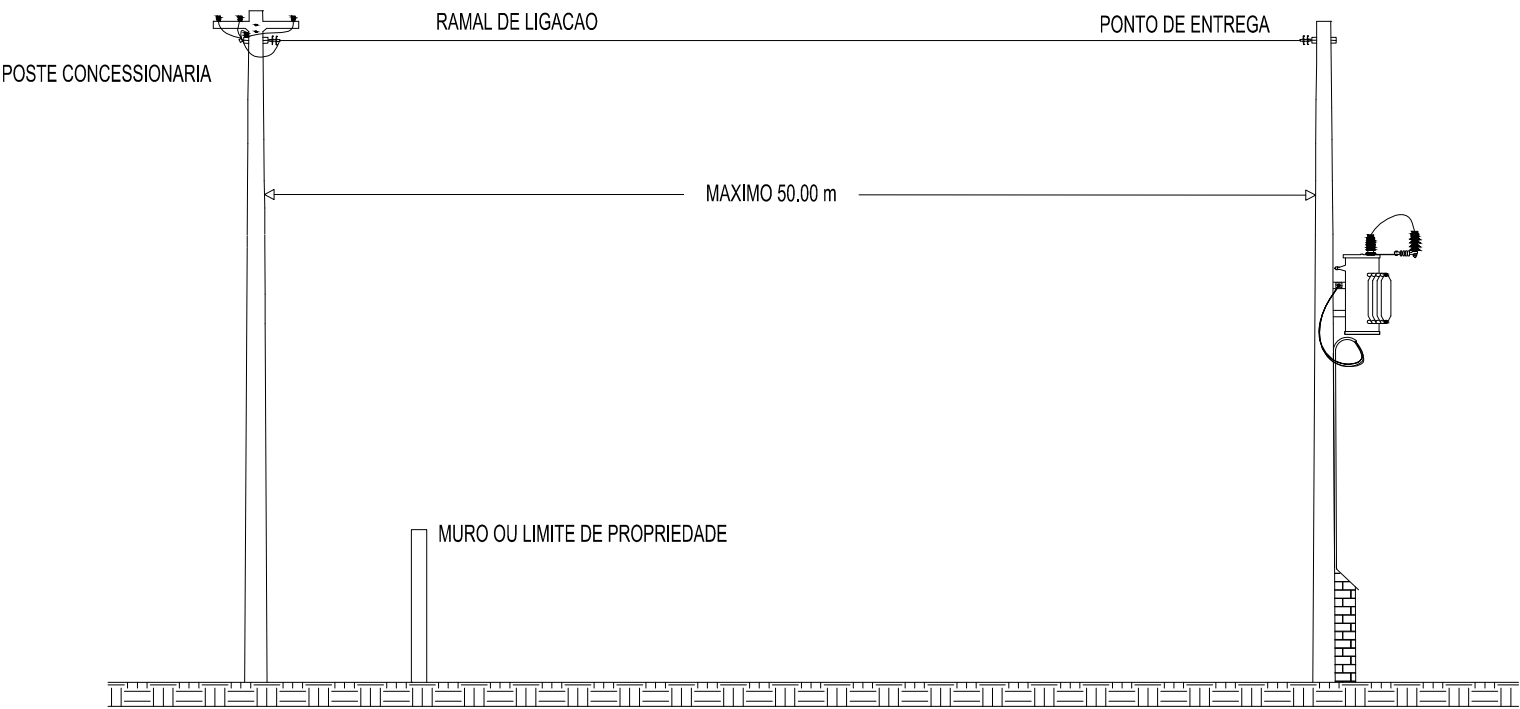 RAMAL DE LIGACAO
PONTO DE ENTREGA
POSTE CONCESSIONARIA
MAXIMO 50.00 m
MURO OU LIMITE DE PROPRIEDADE